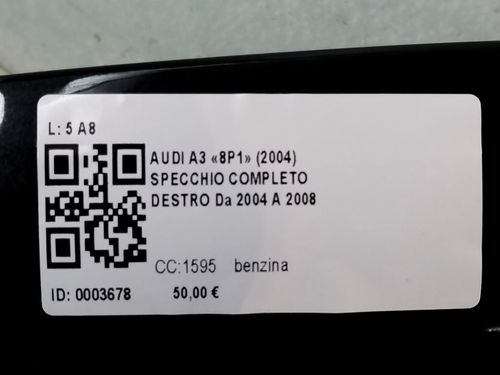 L: 5 A8
AUDI A3 «8P1» (2004)
SPECCHIO COMPLETO
DESTRO Da 2004 A 2008
CC:1595 benzina
ID: 0003678 50,00 €